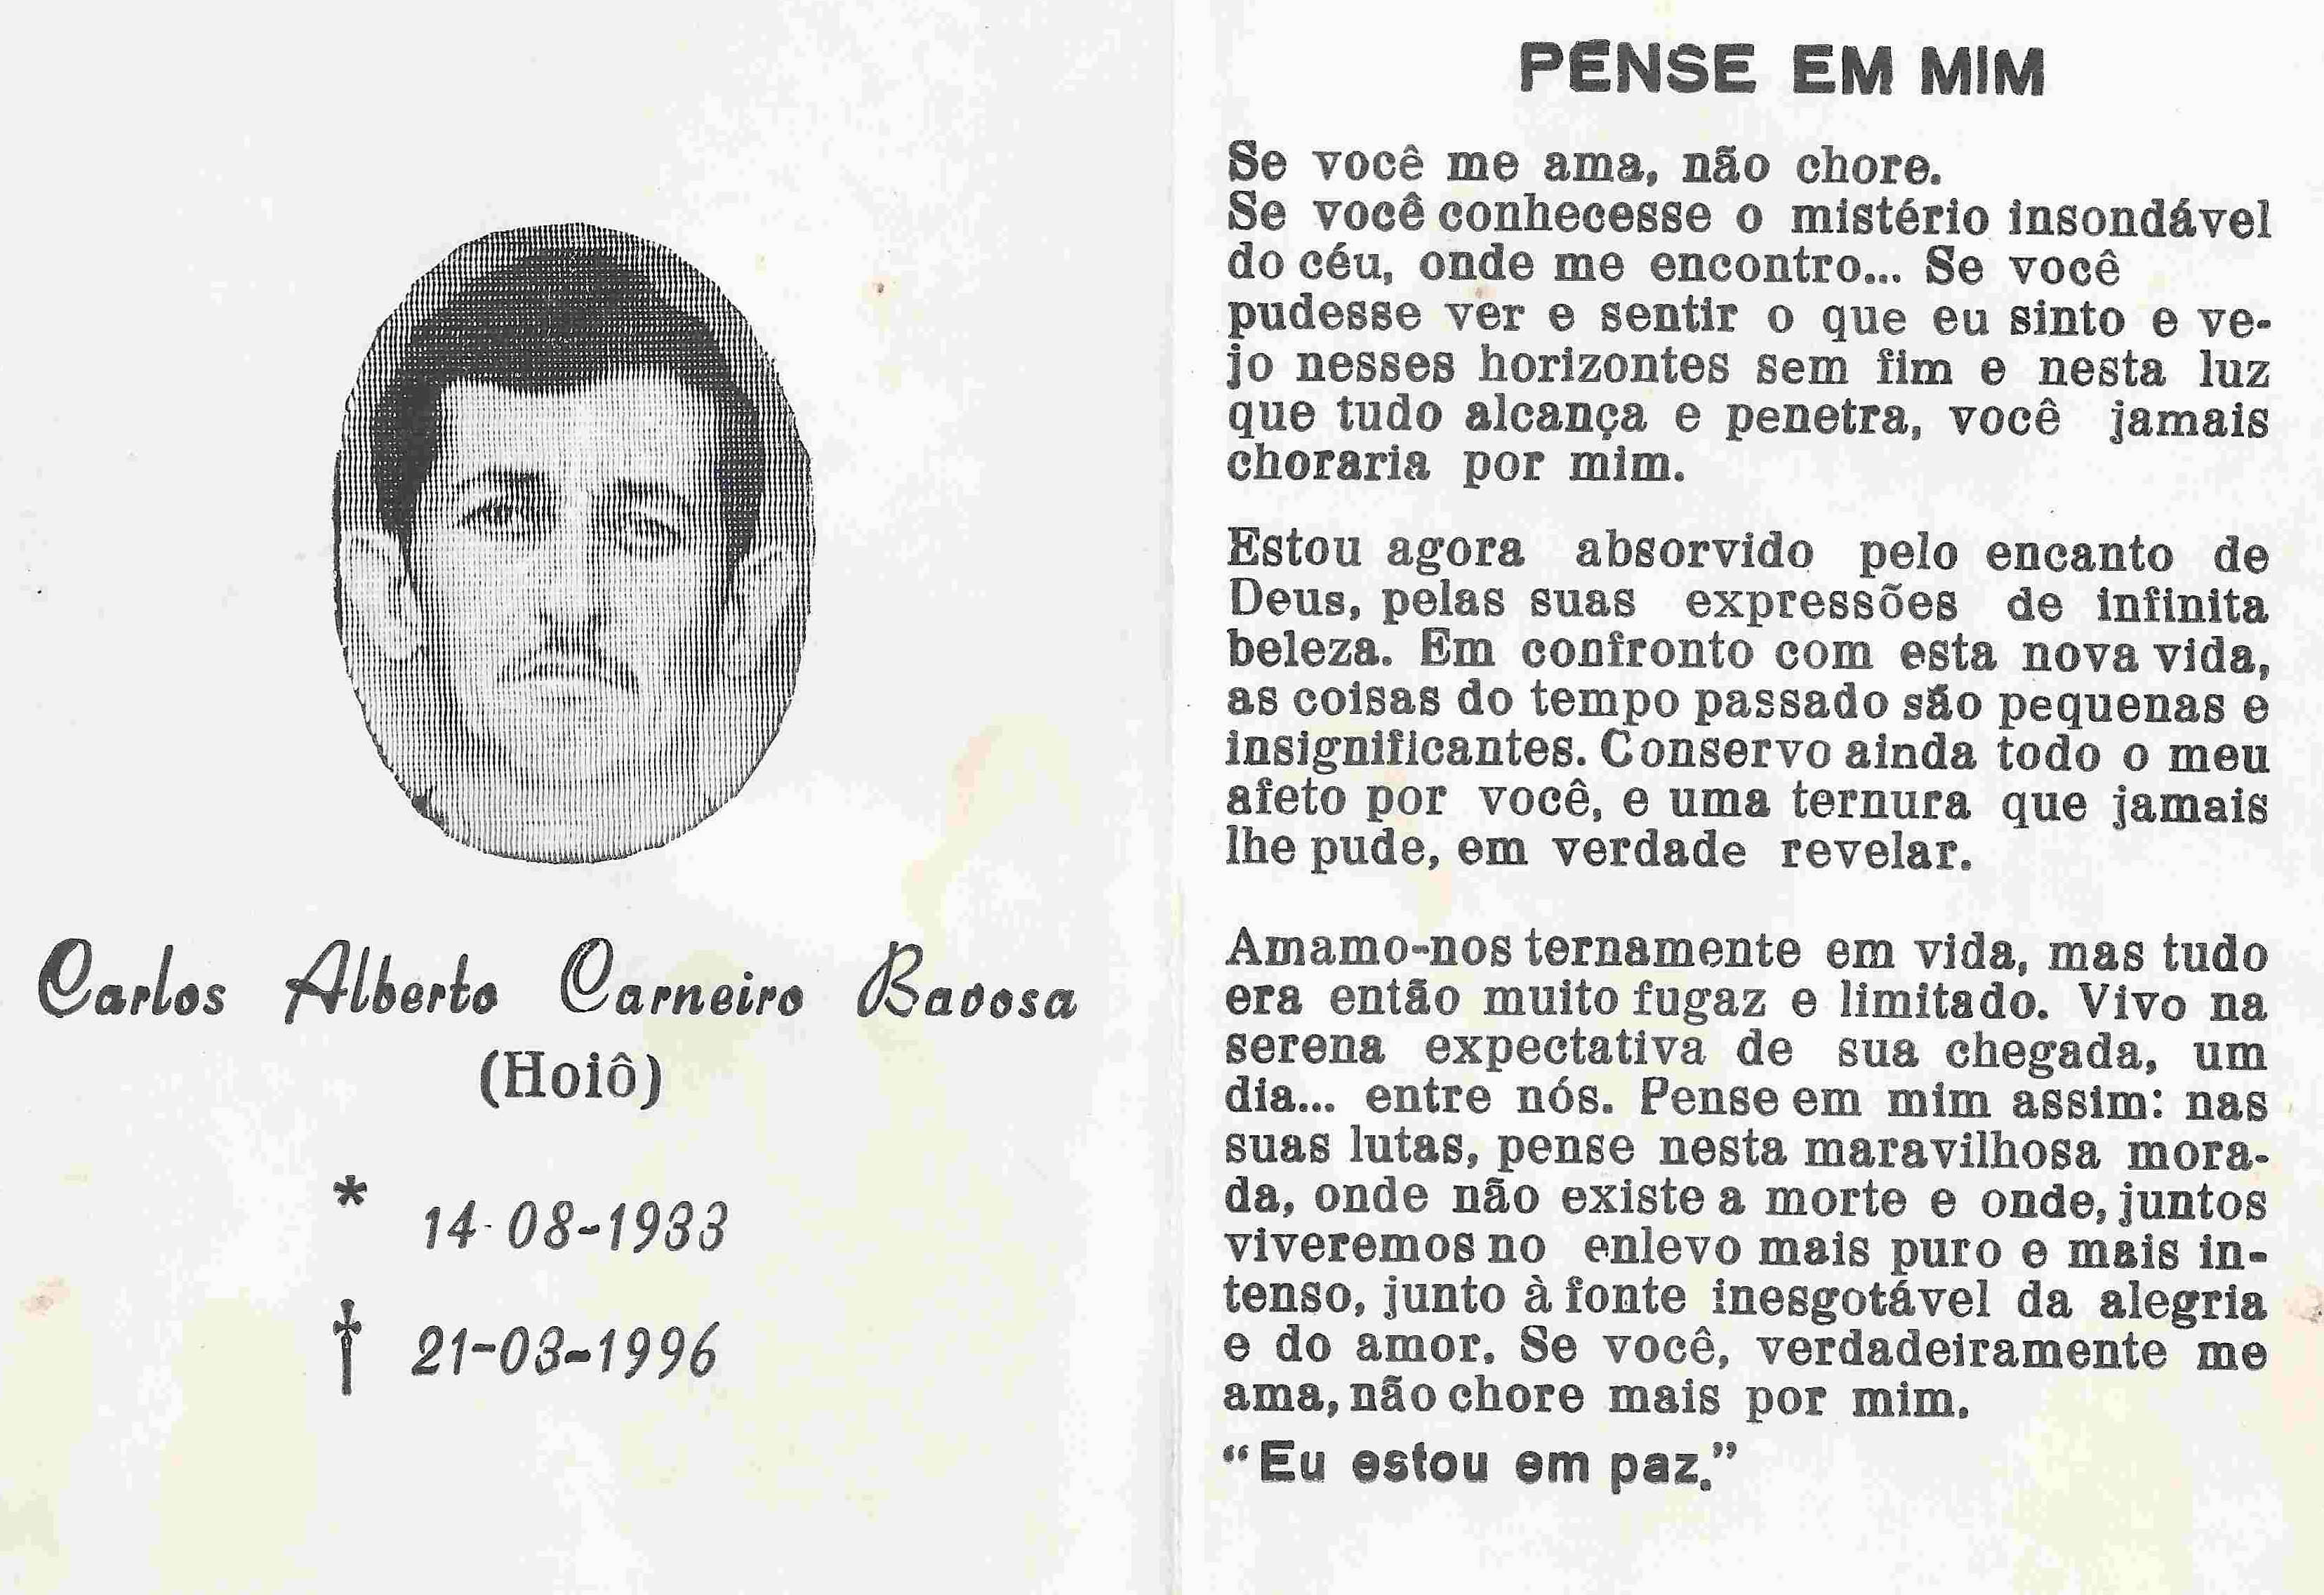 Carlos Alberto Carneiro Bavosa
(Hoiô)
* 14-08-1933
† 21-03-1996
PENSE EM MIM
Se você me ama, não chore.
Se você conhecesse o mistério insondável
do céu, onde me encontro... Se você
pudesse ver e sentir o que eu sinto e ve-
jo nesses horizontes sem fim e nesta luz
que tudo alcança e penetra, você jamais
choraria por mim.
Estou agora absorvido pelo encanto de
Deus, pelas suas expressões de infinita
beleza. Em confronto com esta nova vida,
as coisas do tempo passado são pequenas e
insignificantes. Conservo ainda todo o meu
afeto por você, e uma ternura que jamais
lhe pude, em verdade revelar.
Amamo-nos ternamente em vida, mas tudo
era então muito fugaz e limitado. Vivo na
serena expectativa de sua chegada, um
dia... entre nós. Pense em mim assim: nas
suas lutas, pense nesta maravilhosa mora-
da, onde não existe a morte e onde, juntos
viveremos no enlevo mais puro e mais in-
tenso, junto à fonte inesgotável da alegria
e do amor. Se você, verdadeiramente me
ama, não chore mais por mim.
“Eu estou em paz.”